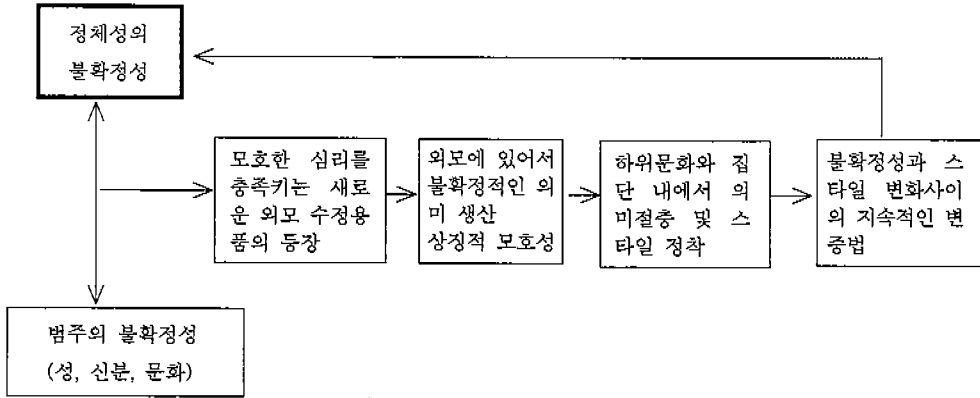 정체성의
불확정성
모호한 심리를
충족키는 새로
운 외모 수정용
품의 등장
외모에 있어서
불확정적인 의
미 생산
상징적 모호성
하위문화와 집
단 내에서 의
미절충 및 스
타일 정착
불확정성과 스
타일 변화사이
의 지속적인 변
증법
범주의 불확정성
(성, 신분, 문화)